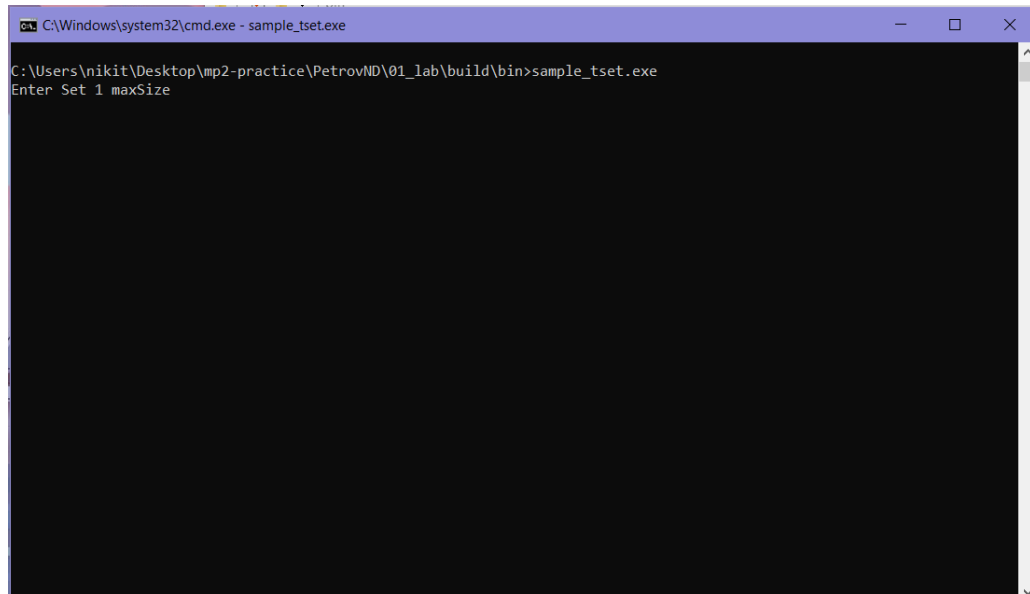 C:\Windows\system32\cmd.exe - sample_tset.exe
C:\Users\nikit\Desktop\mp2-practice\PetrovND\01_lab\build\bin>sample_tset.exe
Enter Set 1 maxSize